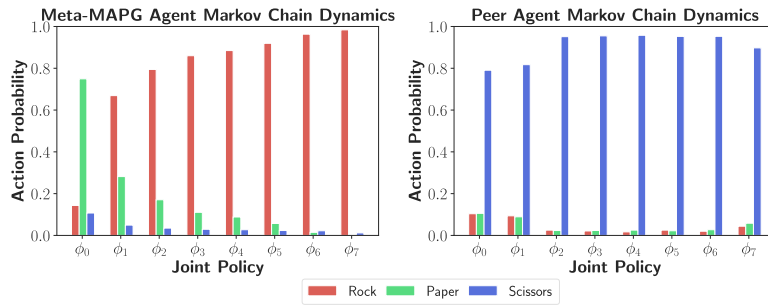 Meta-MAPG Agent Markov Chain Dynamics
Action Probability
1.0
0.8
0.6
0.4
0.2
0.0
ϕ0 ϕ1 ϕ2 ϕ3 ϕ4 ϕ5 ϕ6 ϕ7
Joint Policy
Peer Agent Markov Chain Dynamics
Action Probability
1.0
0.8
0.6
0.4
0.2
0.0
ϕ0 ϕ1 ϕ2 ϕ3 ϕ4 ϕ5 ϕ6 ϕ7
Joint Policy
Rock Paper Scissors